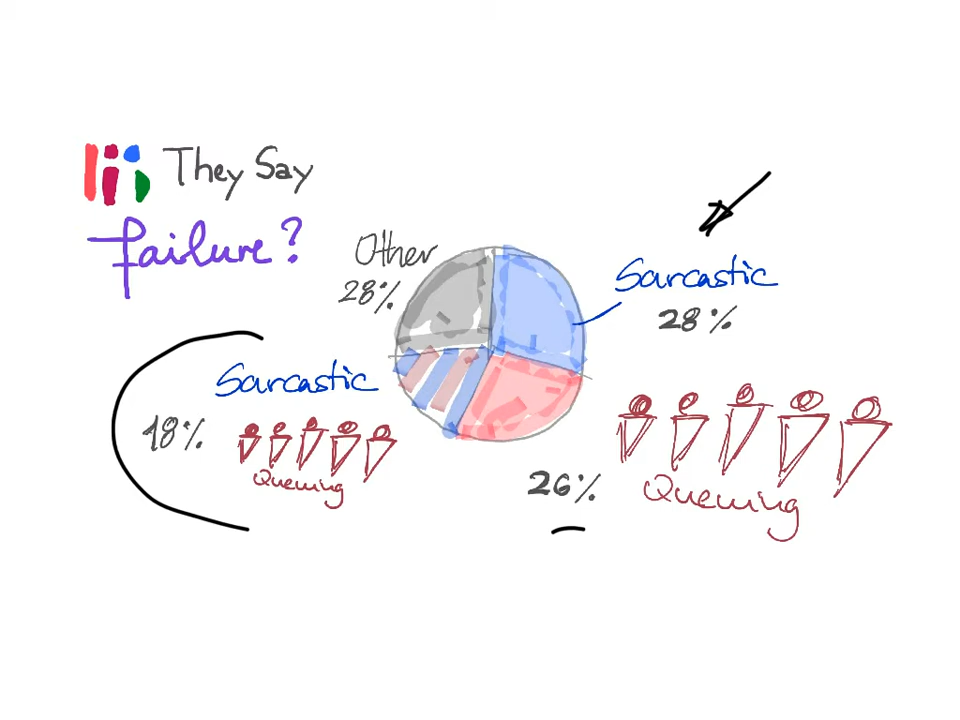 They Say
failure?
Other
28%
Sarcastic
28%
Sarcastic
18%
Queuing
26%
Queuing